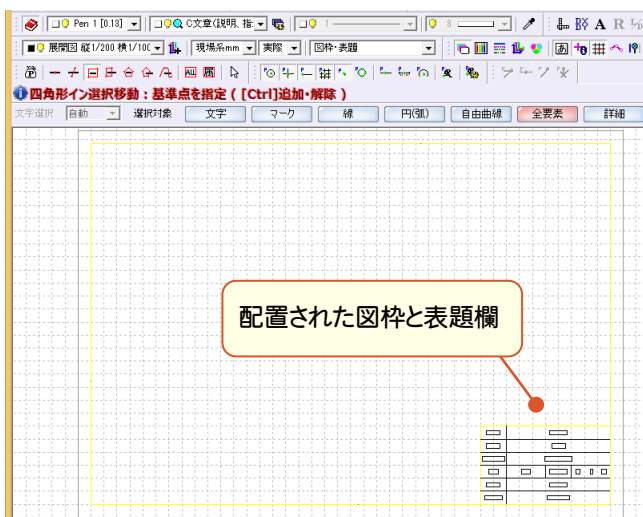 Pen 1 [0.13] C文章(説明、指: 1 8 A R
展開図 縦1/200 横1/10( 現場系mm 実際 図枠・表題
四角形イン選択移動：基準点を指定 ( [Ctrl]追加・解除 )
文字選択 自動 選択対象 文字 マーク 線 円(弧) 自由曲線 全要素 詳細
配置された図枠と表題欄